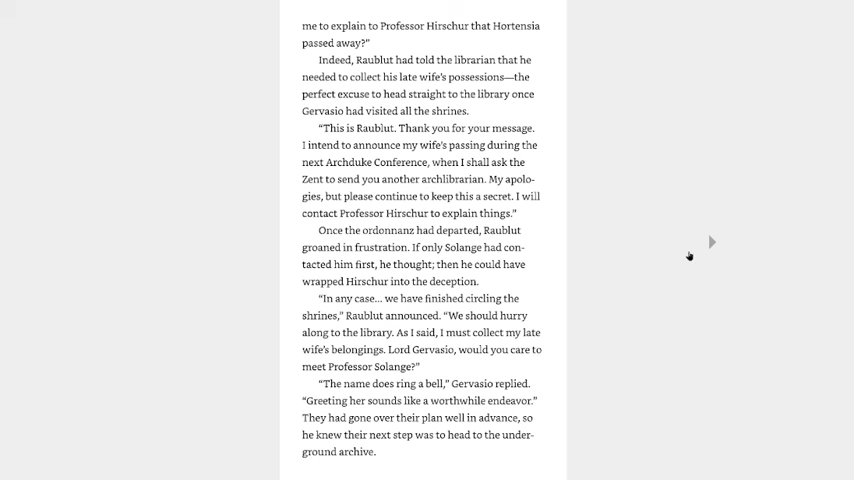 me to explain to Professor Hirschur that Hortensia
passed away?”
Indeed, Raublut had told the librarian that he
needed to collect his late wife’s possessions—the
perfect excuse to head straight to the library once
Gervasio had visited all the shrines.
“This is Raublut. Thank you for your message.
I intend to announce my wife’s passing during the
next Archduke Conference, when I shall ask the
Zent to send you another archlibrarian. My apolo-
gies, but please continue to keep this a secret. I will
contact Professor Hirschur to explain things.”
Once the ordonnanz had departed, Raublut
groaned in frustration. If only Solange had con-
tacted him first, he thought; then he could have
wrapped Hirschur into the deception.
“In any case... we have finished circling the
shrines,” Raublut announced. “We should hurry
along to the library. As I said, I must collect my late
wife’s belongings. Lord Gervasio, would you care to
meet Professor Solange?”
“The name does ring a bell,” Gervasio replied.
“Greeting her sounds like a worthwhile endeavor.”
They had gone over their plan well in advance, so
he knew their next step was to head to the under-
ground archive.